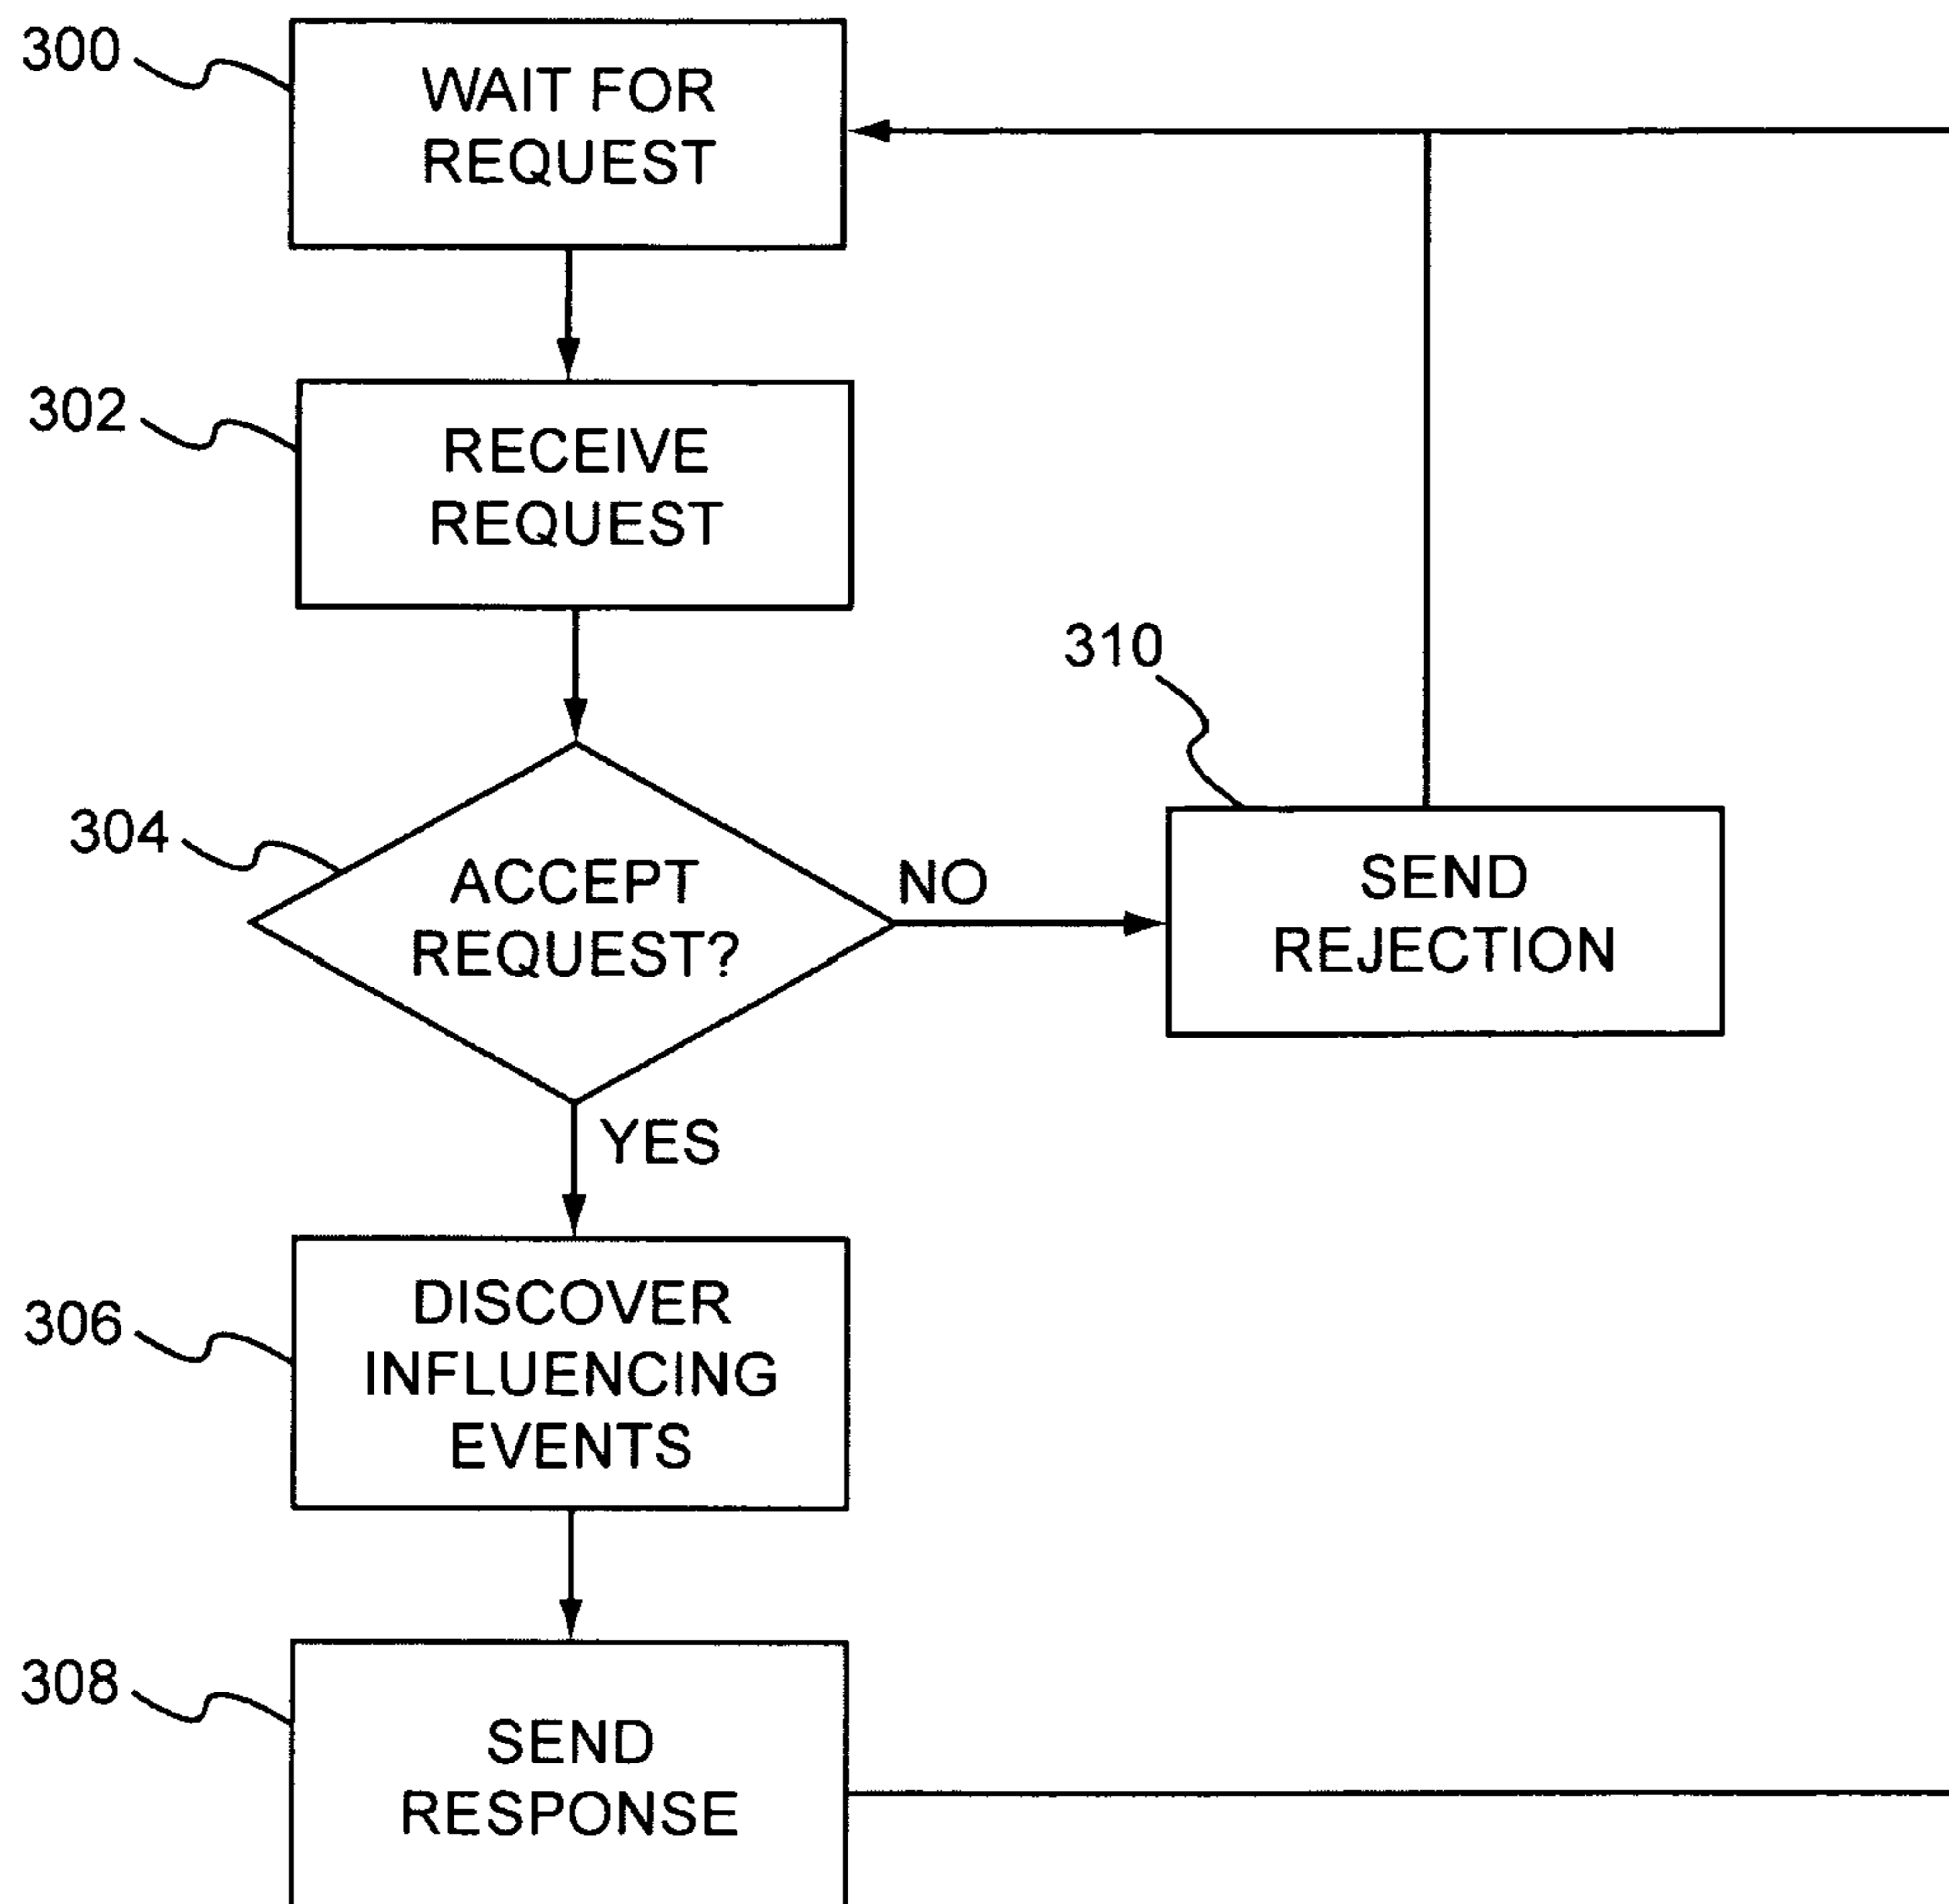 300
WAIT FOR
REQUEST
302
RECEIVE
REQUEST
310
304
ACCEPT
REQUEST?
NO
SEND
REJECTION
YES
306
DISCOVER
INFLUENCING
EVENTS
308
SEND
RESPONSE